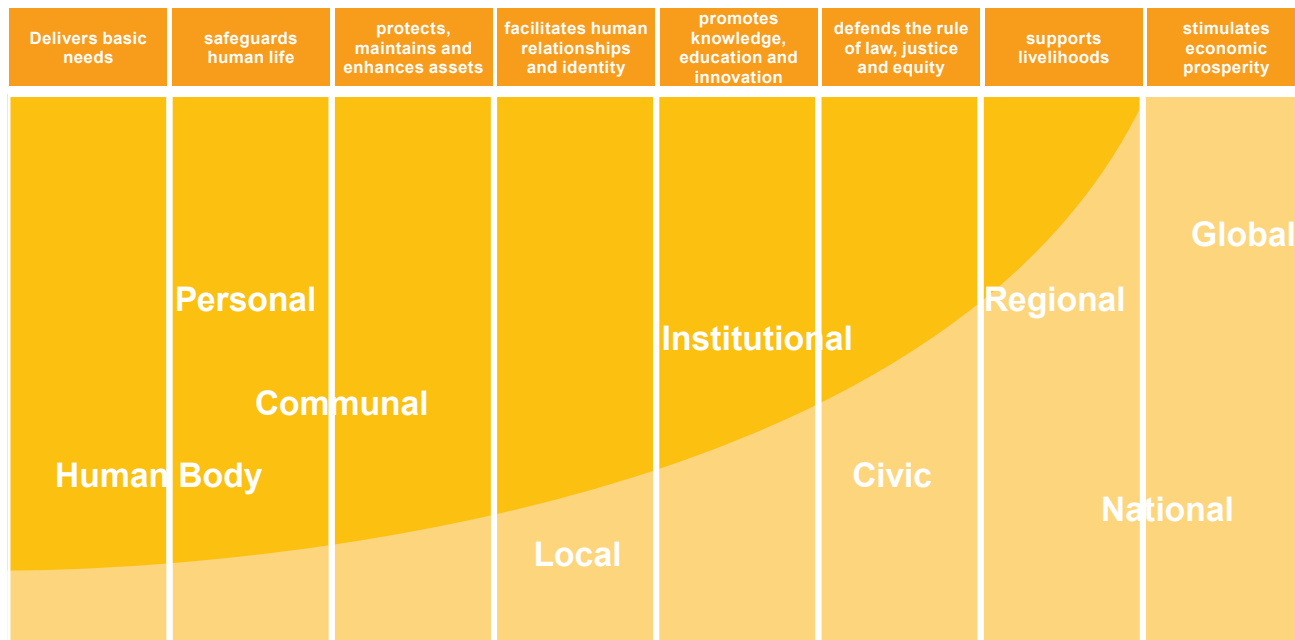 Delivers basic
needs
safeguards
human life
protects,
maintains and
enhances assets
facilitates human
relationships
and identity
promotes
knowledge,
education and
innovation
defends the rule
of law, justice
and equity
supports
livelihoods
stimulates
economic
prosperity
Global
Personal
Regional
Institutional
Communal
Human Body
Civic
National
Local